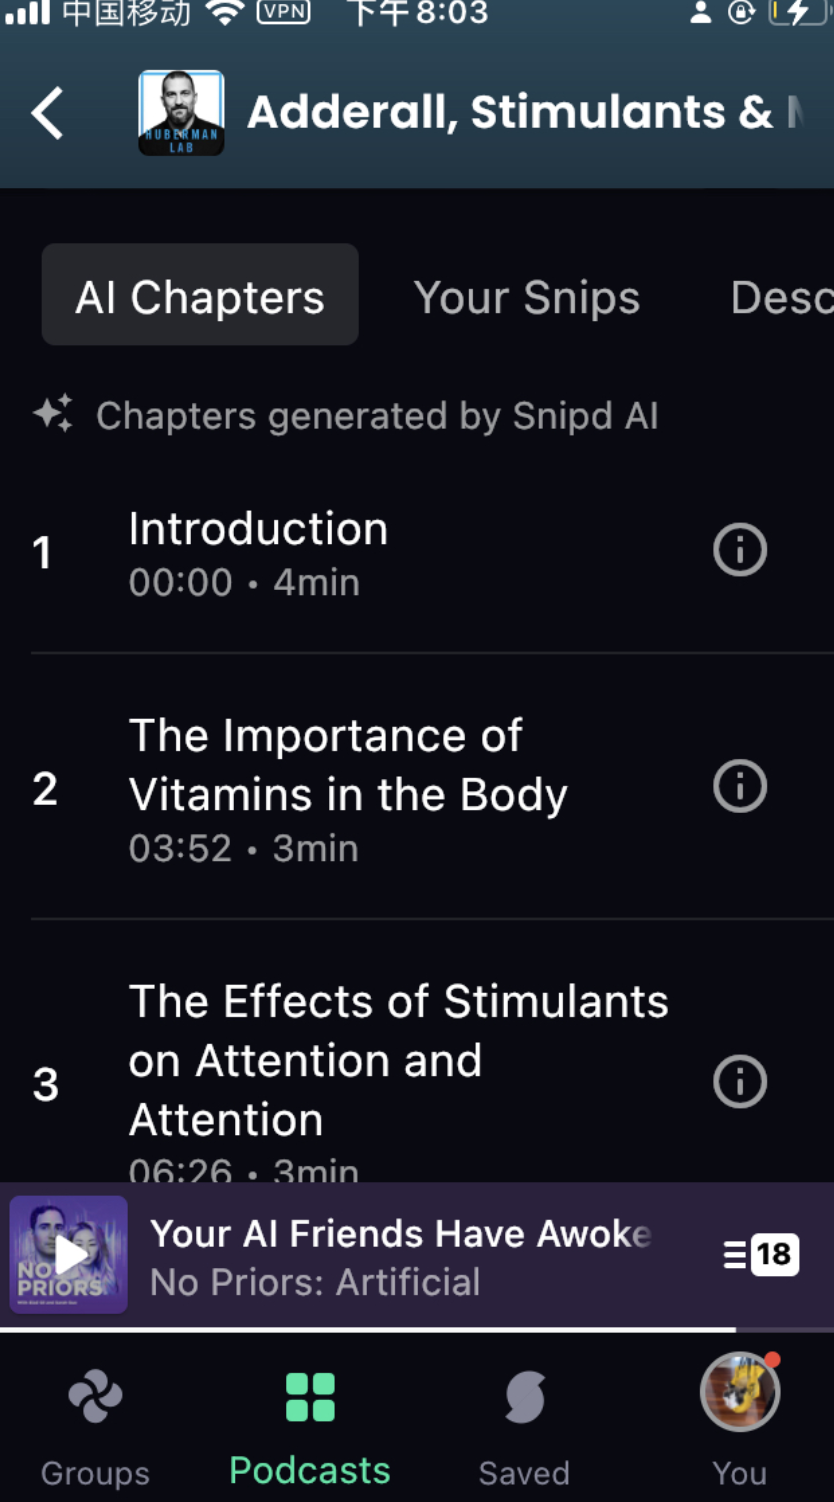 中国移动 VPN 下午8:03
HUBERMAN
LAB
Adderall, Stimulants &
AI Chapters Your Snips Desc
Chapters generated by Snipd AI
1
Introduction
00:00 • 4min
2
The Importance of
Vitamins in the Body
03:52 • 3min
3
The Effects of Stimulants
on Attention and
Attention
06:26 • 3min
NO
PRIORS
Your AI Friends Have Awoke
No Priors: Artificial
18
Groups Podcasts Saved You